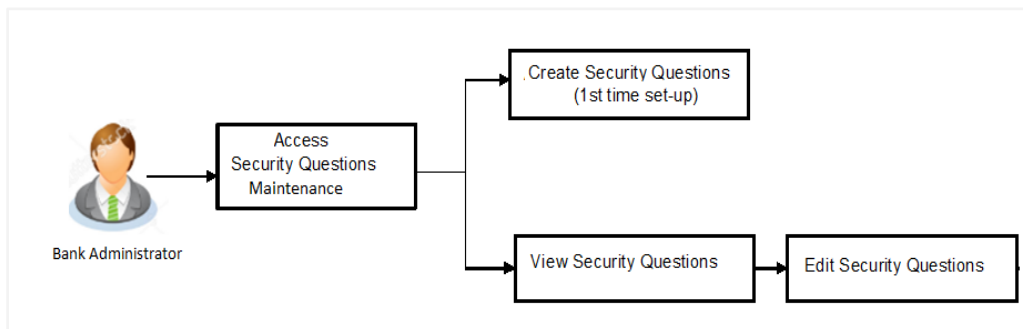 Create Security Questions
(1st time set-up)
Access
Security Questions
Maintenance
Bank Administrator
View Security Questions
Edit Security Questions